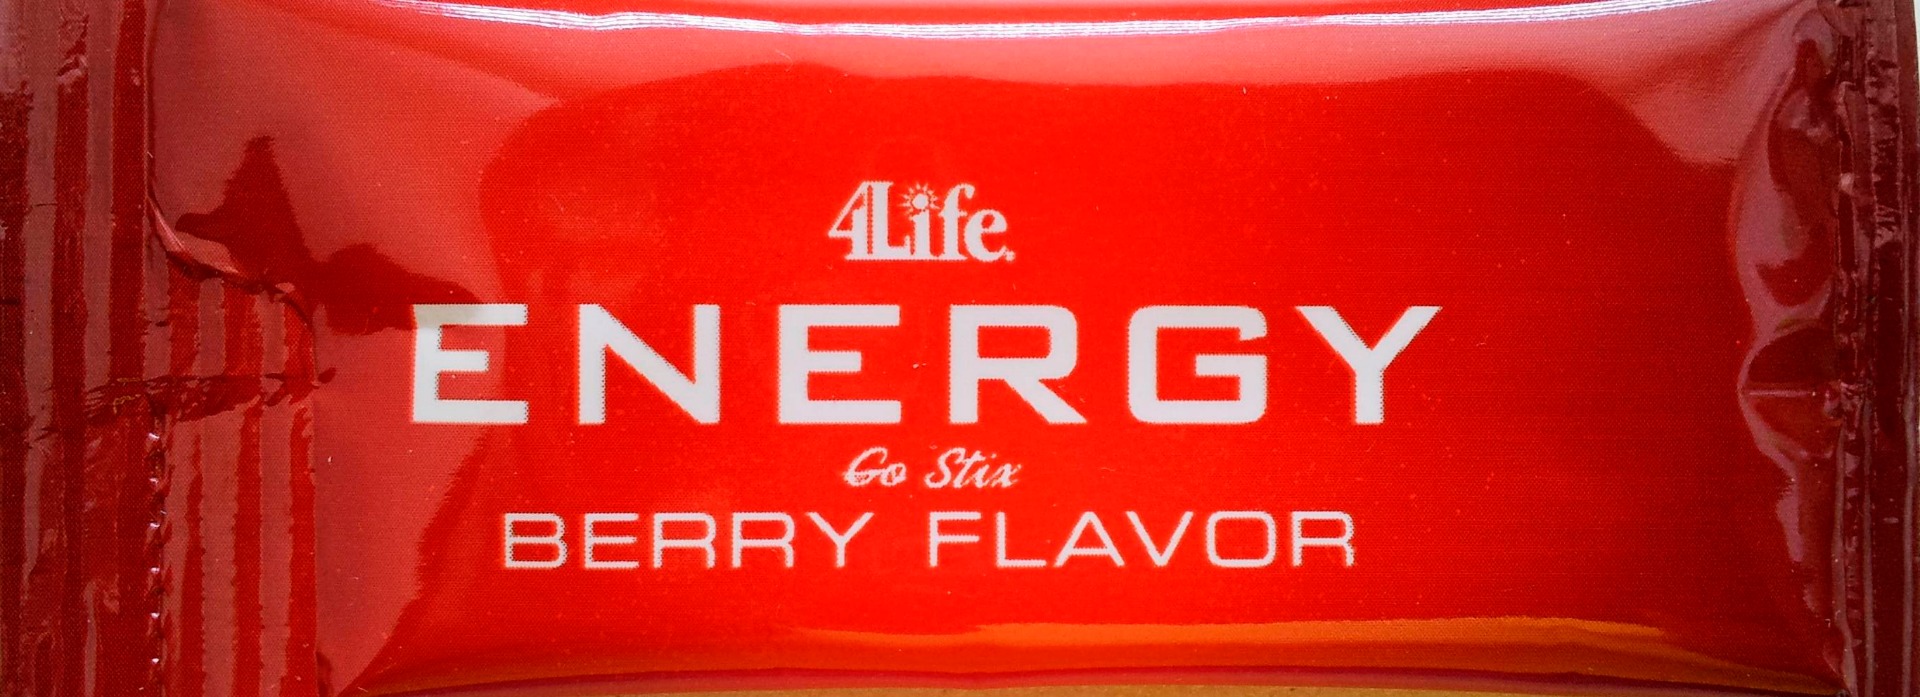 4Life
ENERGY
Go Stix
BERRY FLAVOR